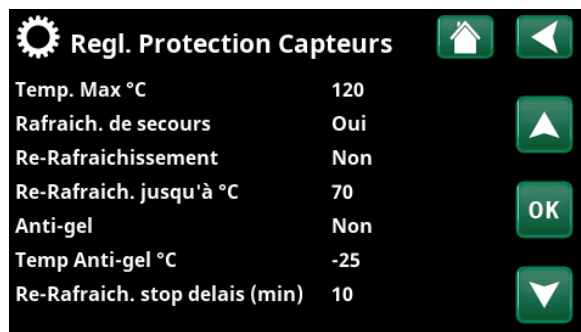 Regl. Protection Capteurs
Temp. Max °C 120
Rafraich. de secours Oui
Re-Rafraichissement Non
Re-Rafraich. jusqu'à °C 70
Anti-gel Non
OK
Temp Anti-gel °C -25
Re-Rafraich. stop delais (min) 10